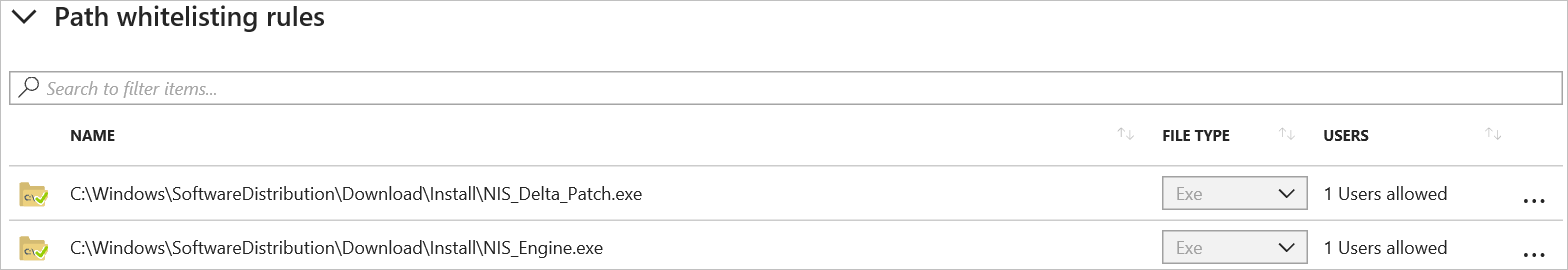 Path whitelisting rules
Search to filter items...
NAME FILE TYPE USERS
C:\Windows\SoftwareDistribution\Download\Install\NIS_Delta_Patch.exe Exe 1 Users allowed ...
C:\Windows\SoftwareDistribution\Download\Install\NIS_Engine.exe Exe 1 Users allowed ...